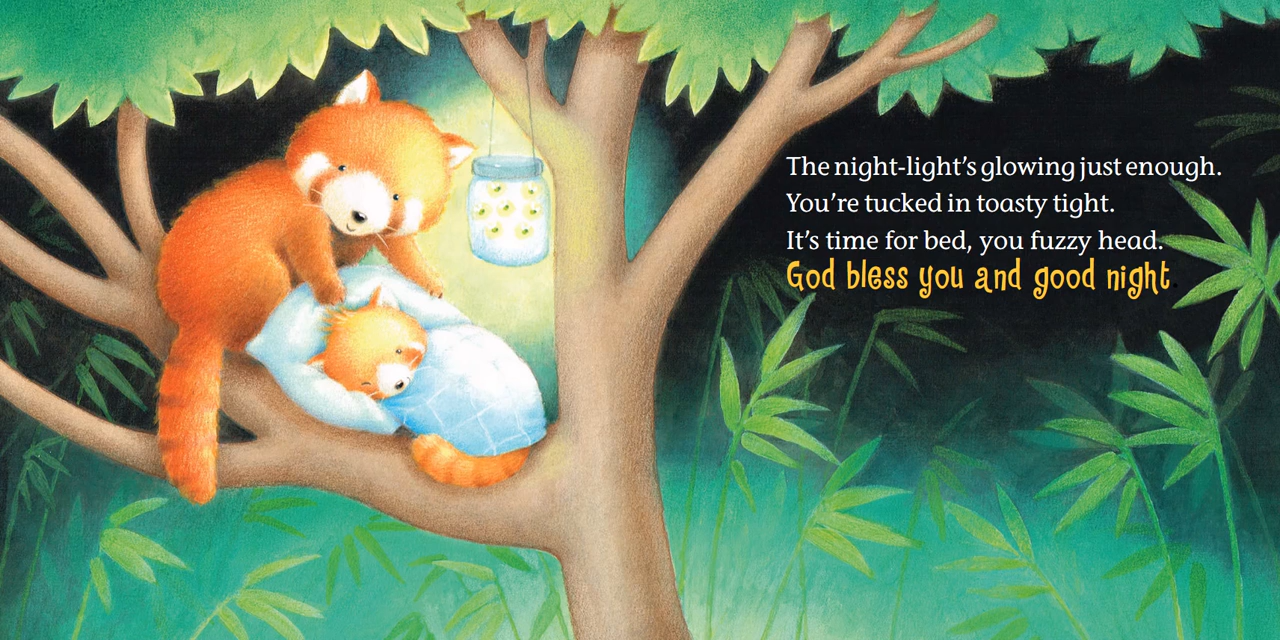 The night-light’s glowing just enough.
You’re tucked in toasty tight.
It’s time for bed, you fuzzy head.
God bless you and good night.